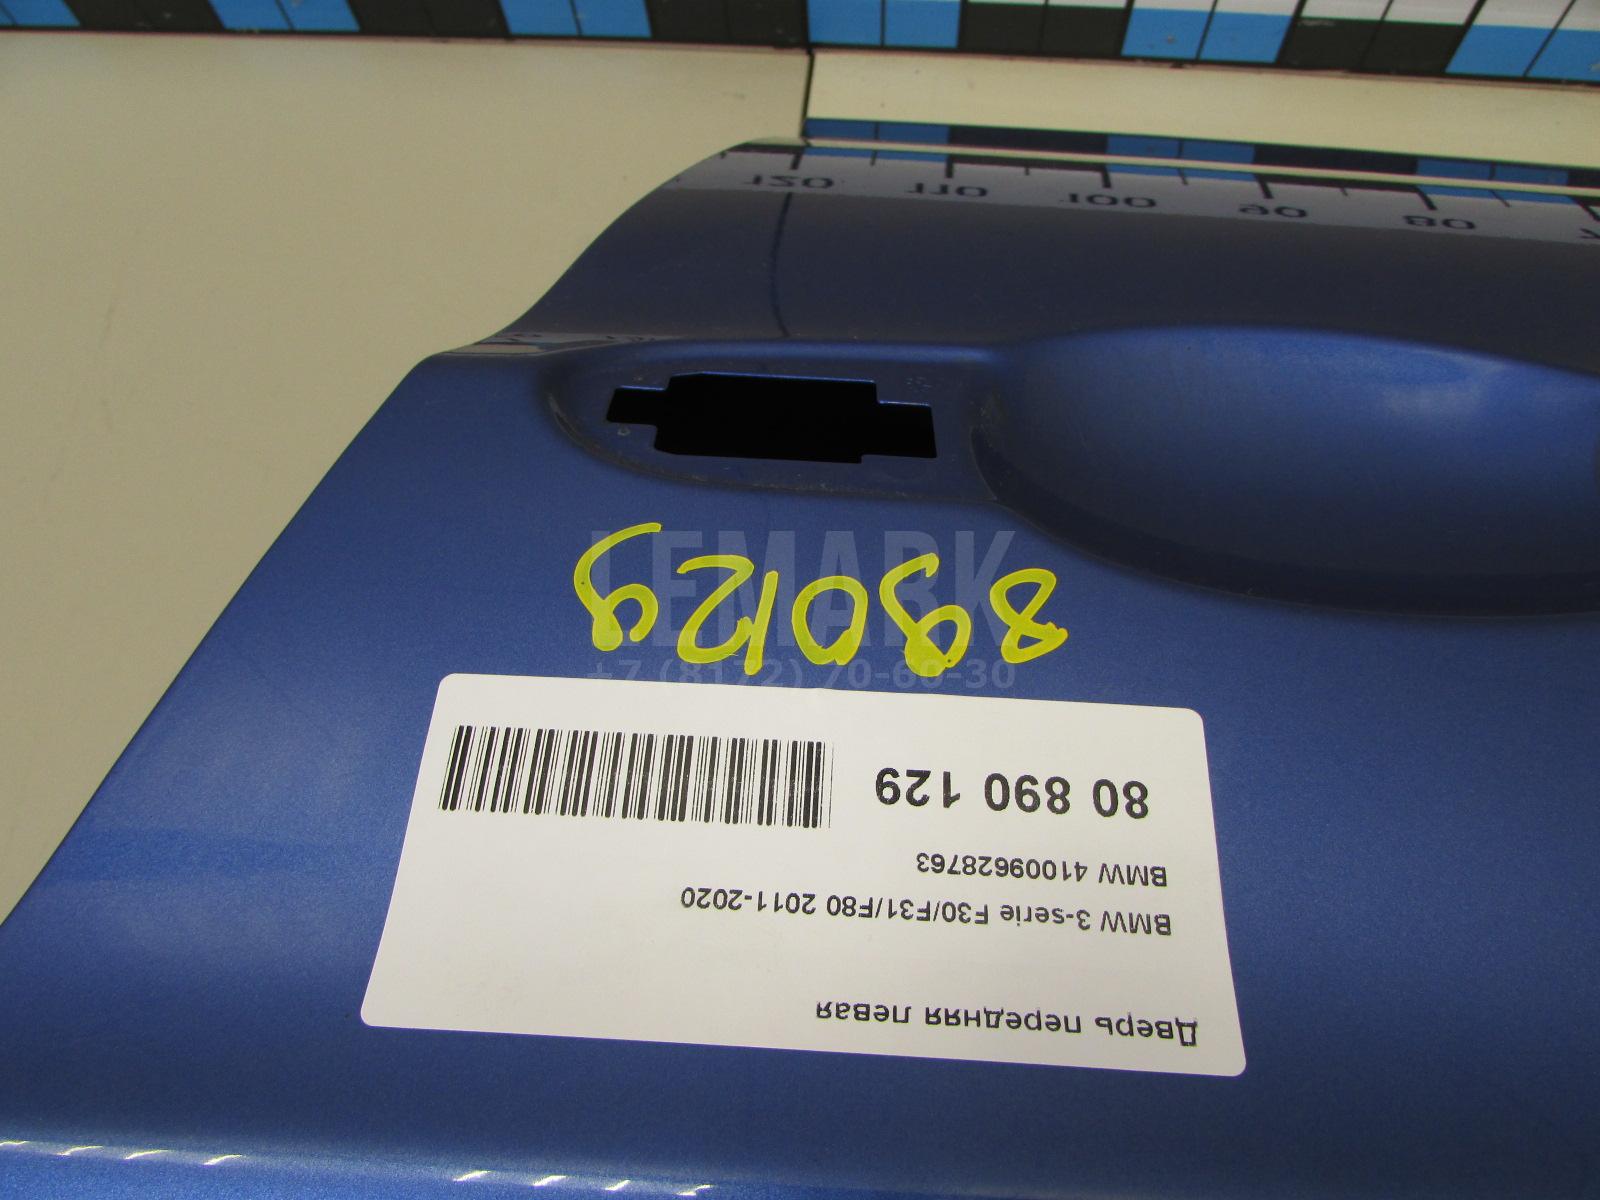 120 110 100 90 80
LEMARK
890129
+7 (8172) 70-60-30
Дверь передняя левая
BMW 3-serie F30/F31/F80 2011-2020
BMW 41009628763
80 890 129